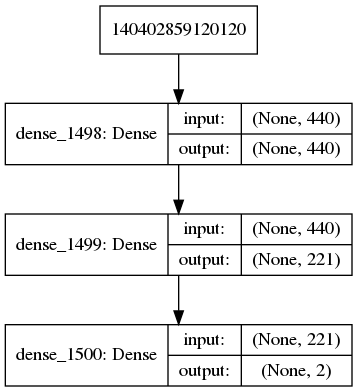 140402859120120
dense_1498: Dense
input: (None, 440)
output: (None, 440)
dense_1499: Dense
input: (None, 440)
output: (None, 221)
dense_1500: Dense
input: (None, 221)
output: (None, 2)